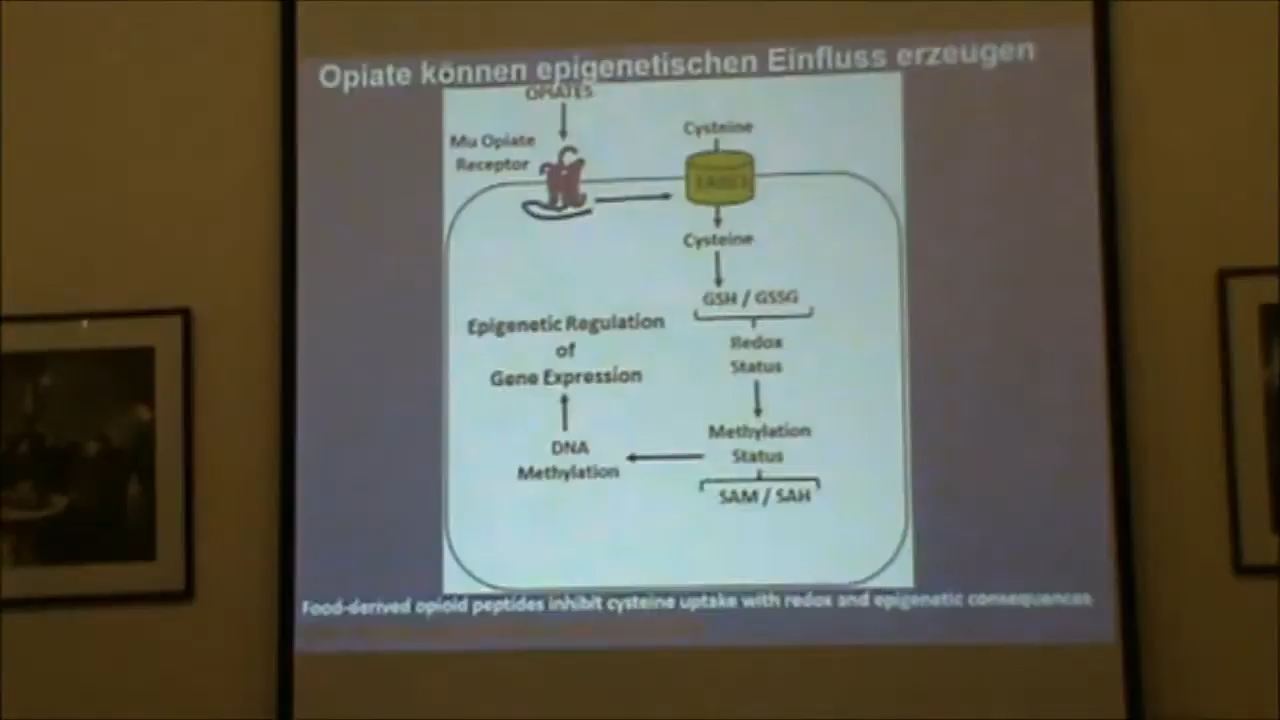 Opiate können epigenetischen Einfluss erzeugen
OPIATES
Mu Opiate
Receptor
Cysteine
Cysteine
GSH / GSSG
Redox
Status
Methylation
Status
SAM / SAH
DNA
Methylation
Epigenetic Regulation
of
Gene Expression
Food-derived opioid peptides inhibit cysteine uptake with redox and epigenetic consequences